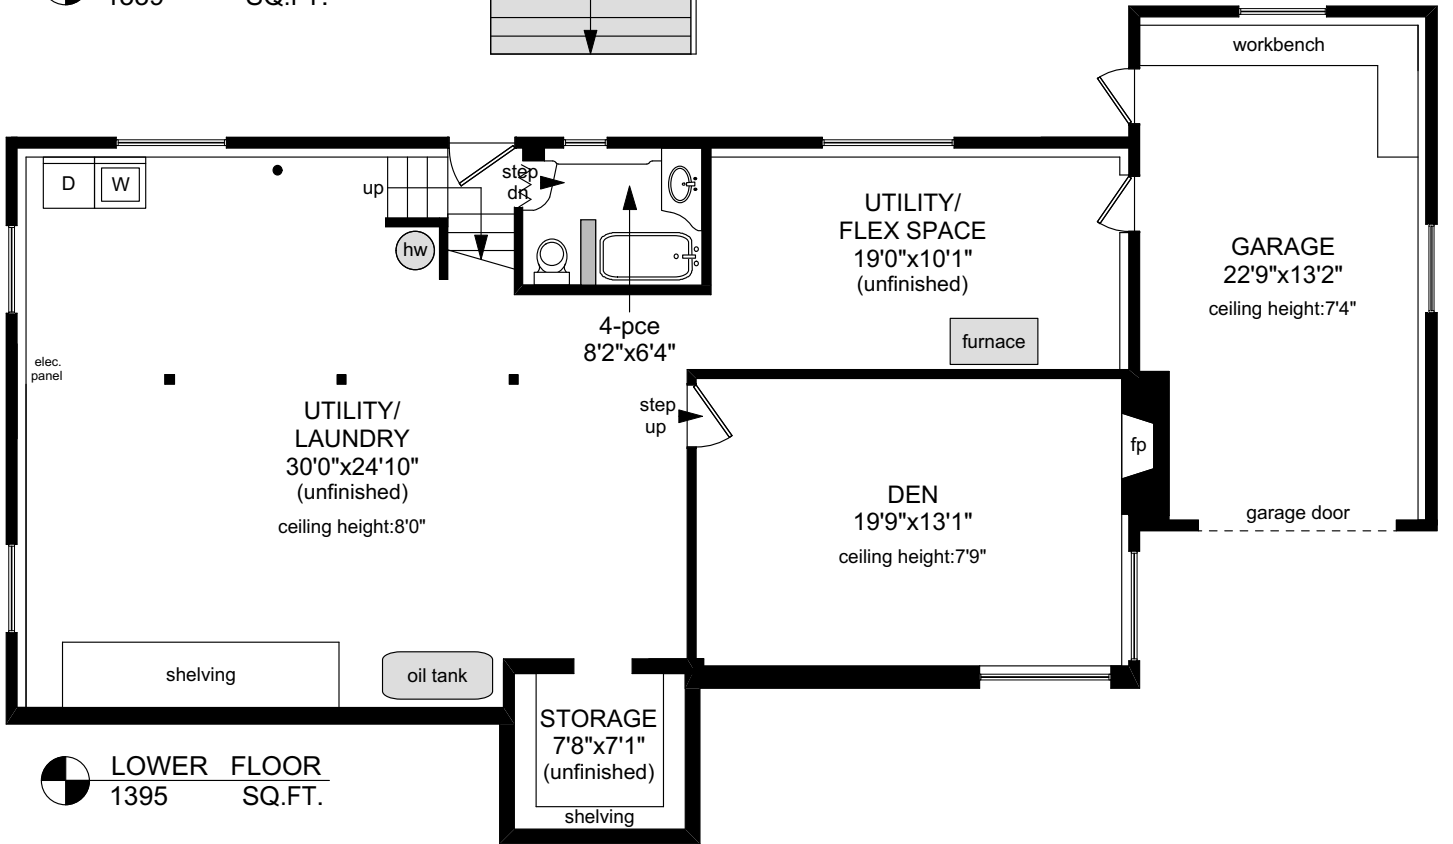 SQ.FT.
workbench
D
W
up
step
dn
hw
UTILITY/
FLEX SPACE
19'0"x10'1"
(unfinished)
GARAGE
22'9"x13'2"
ceiling height:7'4"
4-pce
8'2"x6'4"
furnace
elec.
panel
UTILITY/
LAUNDRY
30'0"x24'10"
(unfinished)
ceiling height:8'0"
step
up
fp
DEN
19'9"x13'1"
ceiling height:7'9"
garage door
shelving
oil tank
STORAGE
7'8"x7'1"
(unfinished)
shelving
LOWER FLOOR
1395 SQ.FT.